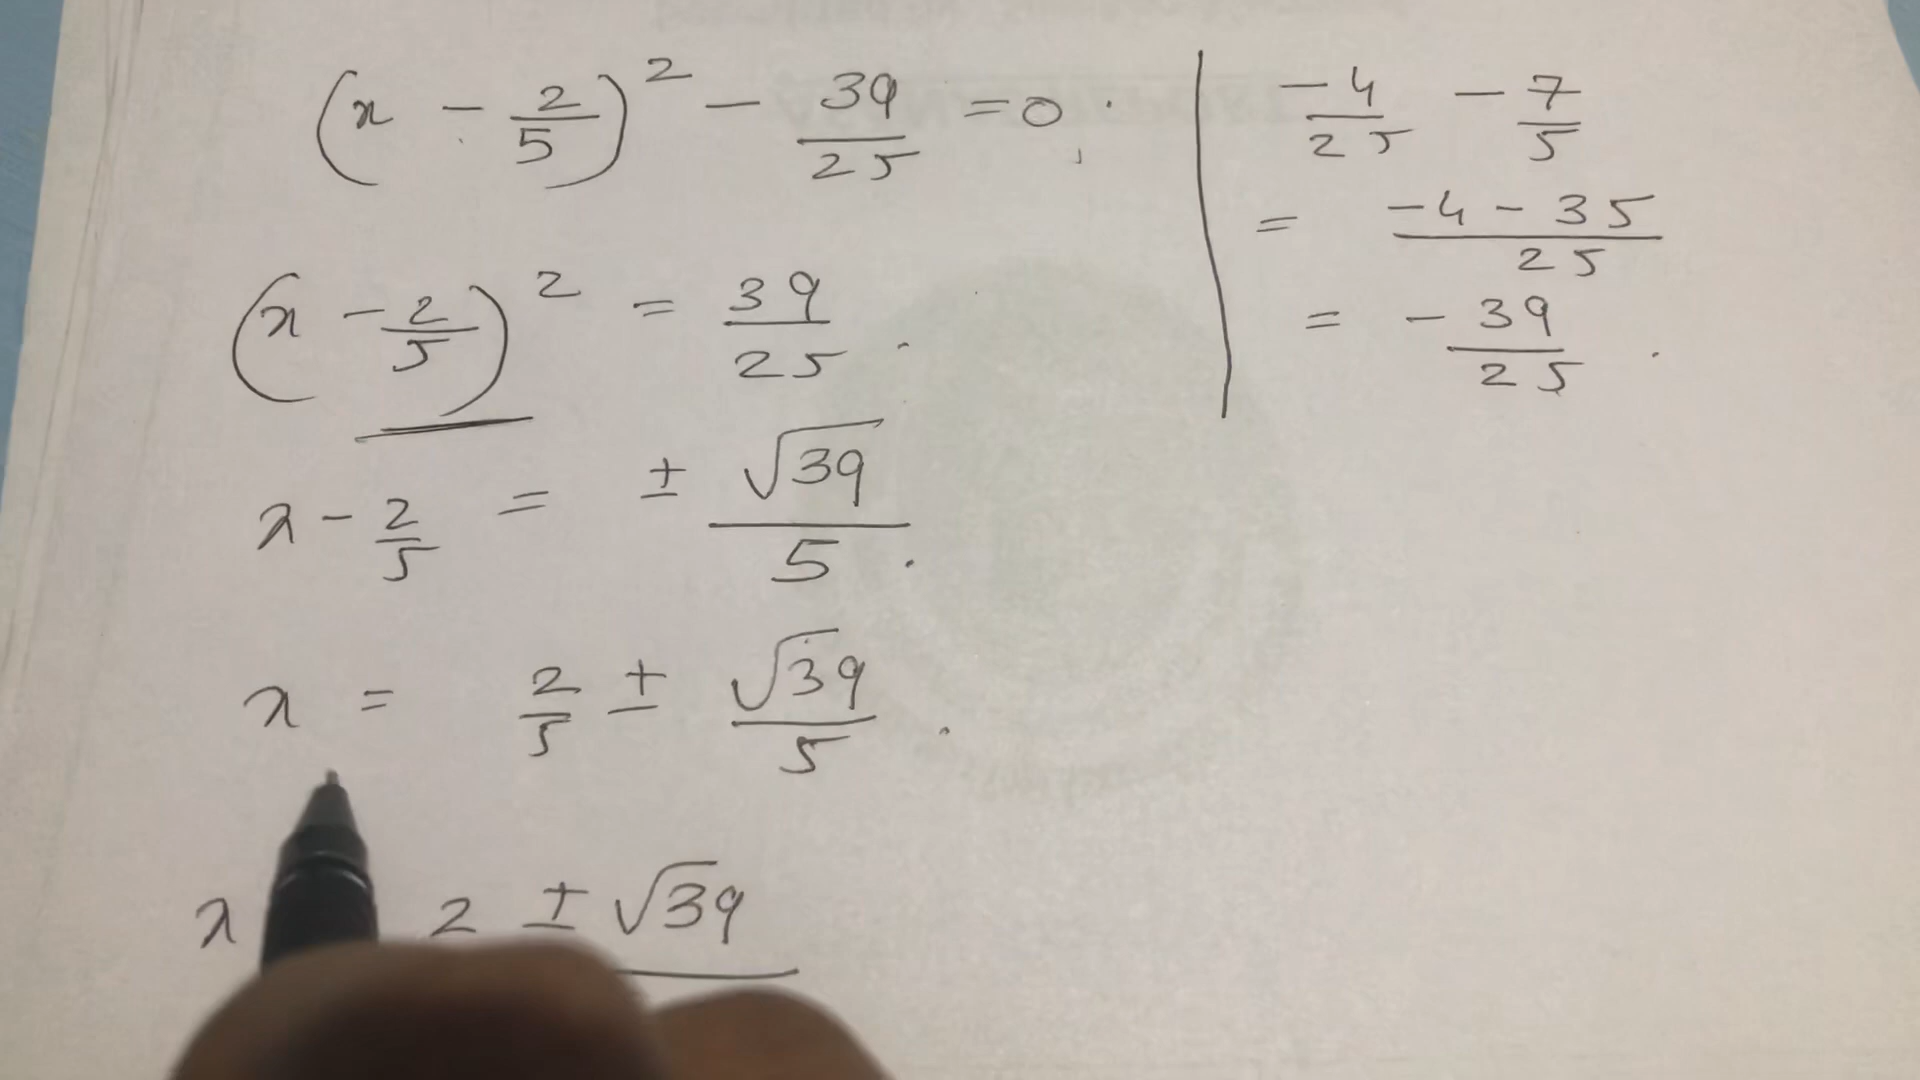 (x - 2/5)² - 39/25 = 0.
(x - 2/5)² = 39/25.
x - 2/5 = ± √39/5.
x = 2/5 ± √39/5.
x 2 ± √39
-4/25 - 7/5
= -4-35/25
= -39/25.